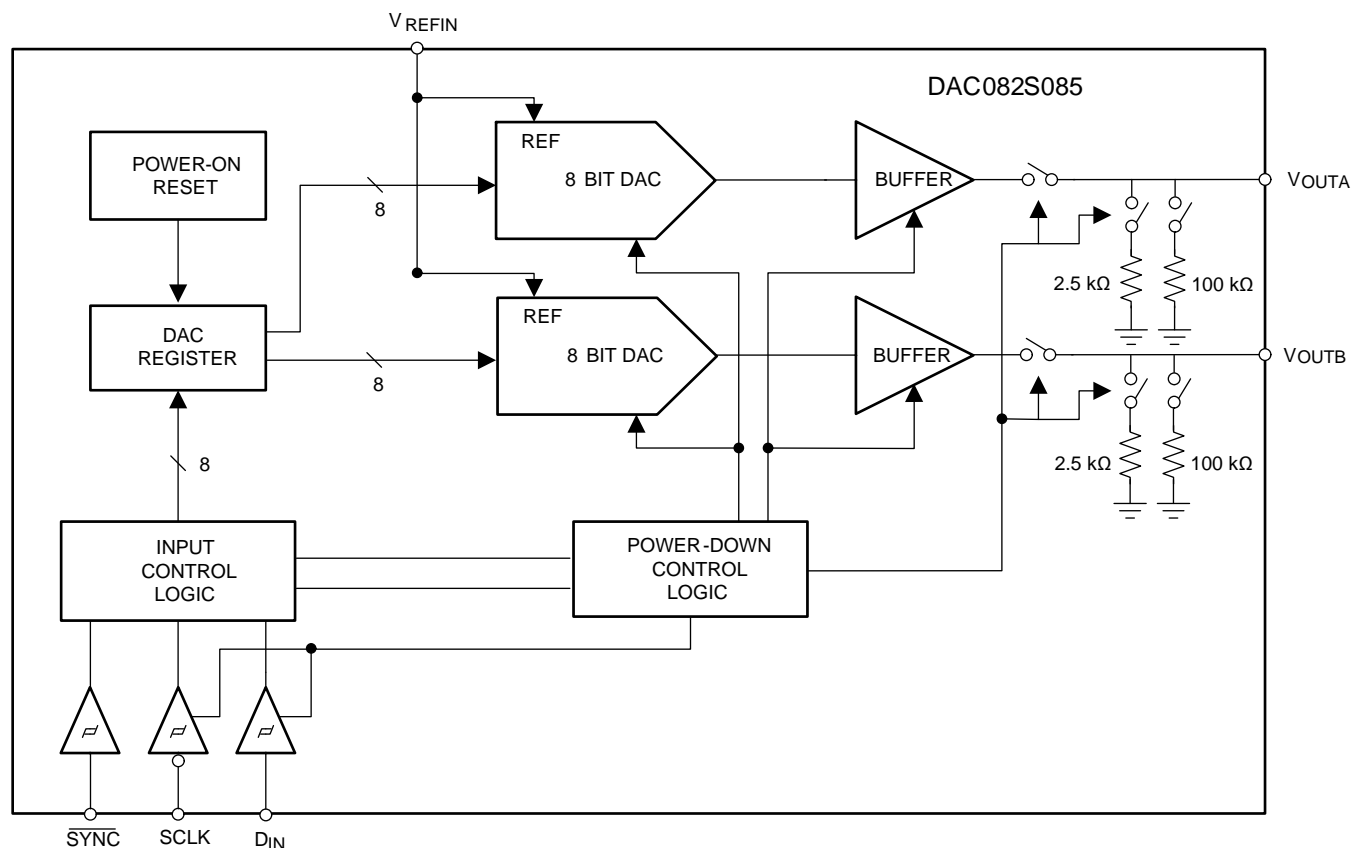 V REFIN
DAC082S085
POWER-ON
RESET
REF
8 BIT DAC
BUFFER
VOUTA
8
2.5 kΩ
100 kΩ
DAC
REGISTER
REF
8 BIT DAC
BUFFER
VOUTB
8
8
2.5 kΩ
100 kΩ
INPUT
CONTROL
LOGIC
POWER-DOWN
CONTROL
LOGIC
SYNC
SCLK
DIN